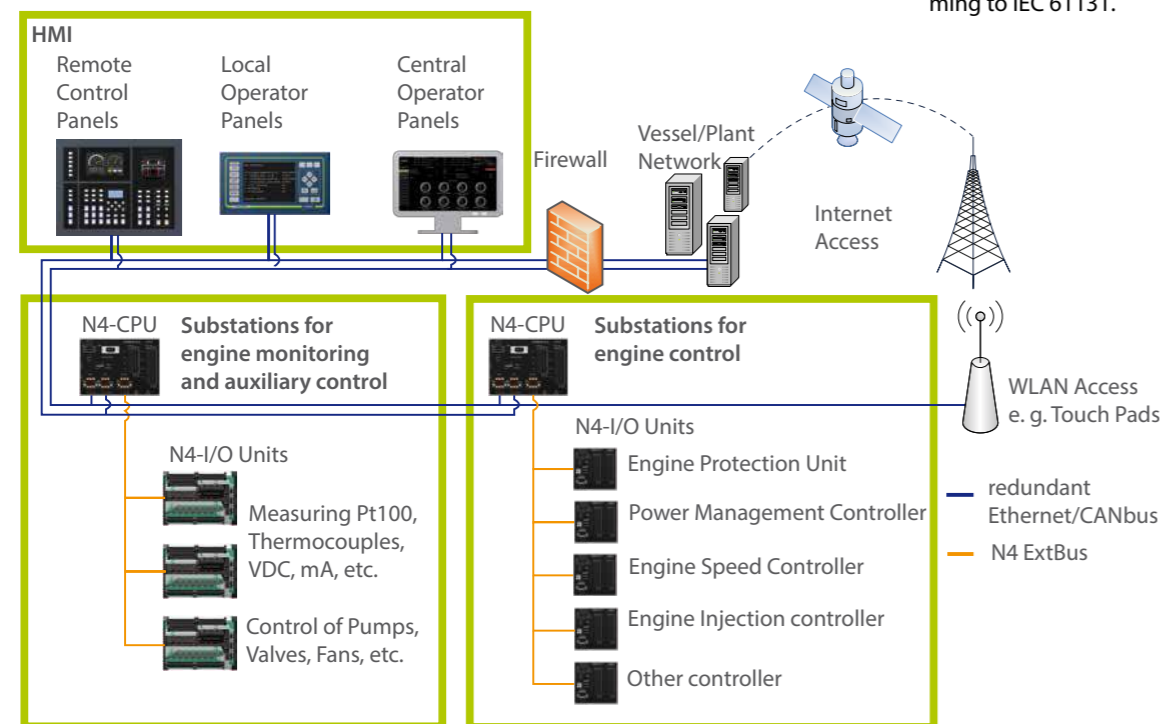 ming to IEC 61131.
HMI
Remote
Control
Panels
Local
Operator
Panels
Central
Operator
Panels
Firewall
Vessel/Plant
Network
Internet
Access
N4-CPU
Substations for
engine monitoring
and auxiliary control
N4-I/O Units
Measuring Pt100,
Thermocouples,
VDC, mA, etc.
Control of Pumps,
Valves, Fans, etc.
N4-CPU
Substations for
engine control
N4-I/O Units
Engine Protection Unit
Power Management Controller
Engine Speed Controller
Engine Injection controller
Other controller
WLAN Access
e. g. Touch Pads
redundant
Ethernet/CANbus
N4 ExtBus